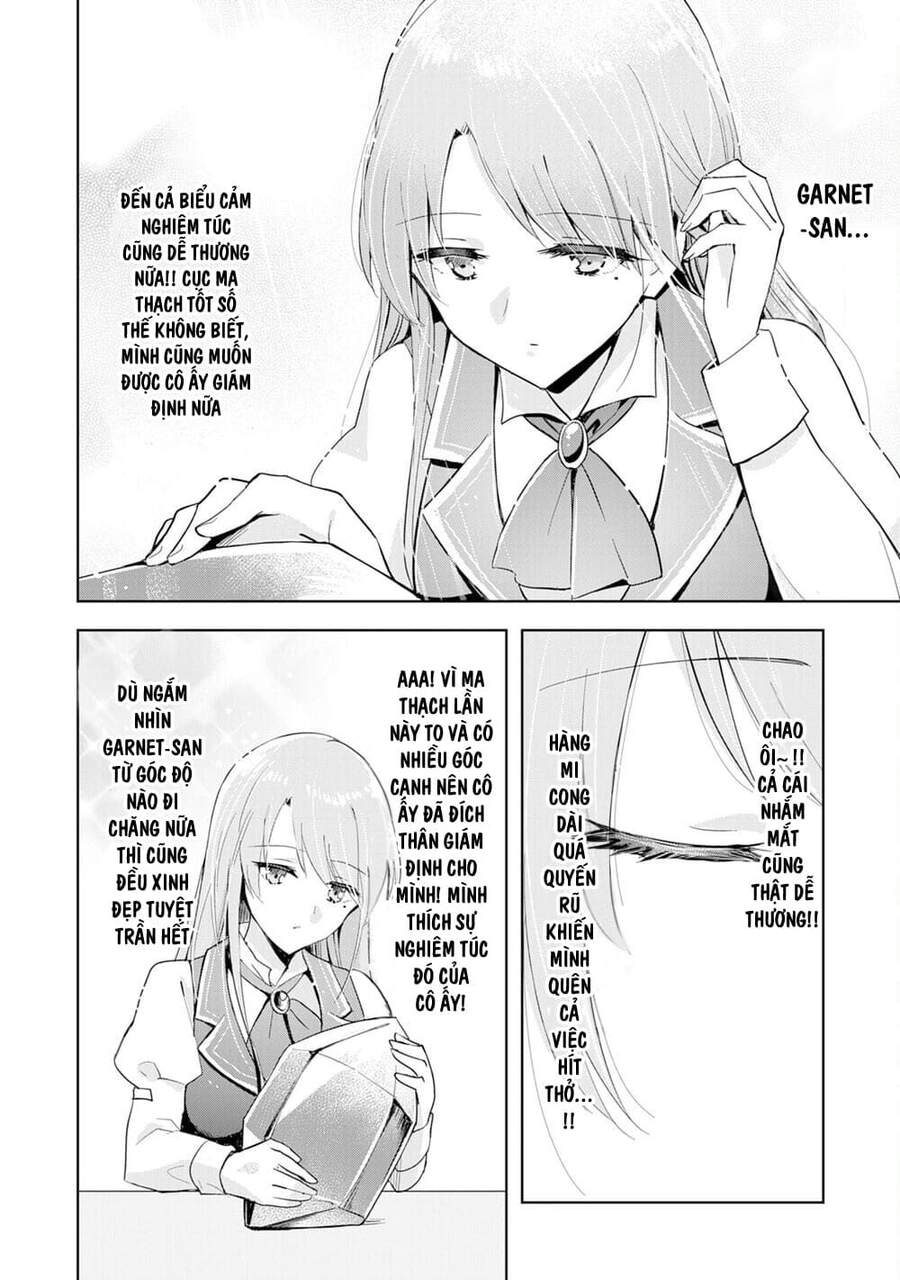 GARNET
-SAN...
ĐẾN CẢ BIỂU CẢM
NGHIÊM TÚC
CŨNG DỄ THƯƠNG
NỮA!! CỤC MA
THẠCH TỐT SỐ
THẾ KHÔNG BIẾT,
MÌNH CŨNG MUỐN
ĐƯỢC CÔ ẤY GIÁM
ĐỊNH NỮA
CHAO
ÔI~!!
CẢ CÁI
NHẮM
MẮT
CŨNG
THẬT DỄ
THƯƠNG!!
HÀNG
MI
CONG
DÀI
QUÁ
QUYẾN
RŨ
KHIẾN
MÌNH
QUÊN
CẢ
VIỆC
HÍT
THỞ...
!!
AAA! VÌ MA
THẠCH LẦN
NÀY TO VÀ CÓ
NHIỀU GÓC
CẠNH NÊN CÔ
ẤY ĐÃ ĐÍCH
THÂN GIÁM
ĐỊNH CHO
MÌNH! MÌNH
THÍCH SỰ
NGHIÊM TÚC
ĐÓ CỦA
CÔ ẤY!
DÙ NGẮM
NHÌN
GARNET-SAN
TỪ GÓC ĐỘ
NÀO ĐI
CHĂNG NỮA
THÌ CŨNG
ĐỀU XINH
ĐẸP TUYỆT
TRẦN HẾT